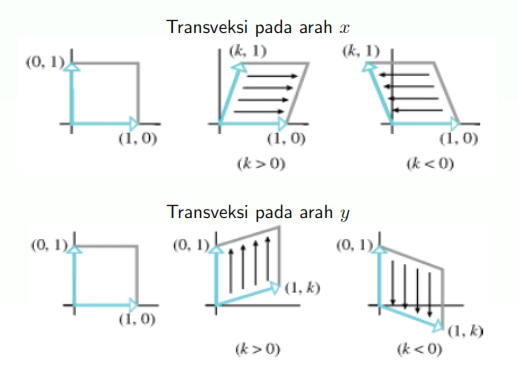 Transveksi pada arah x
(0, 1) (k, 1) (k, 1)
(1, 0) (1, 0) (1, 0)
(k > 0) (k < 0)
Transveksi pada arah y
(0, 1) (0, 1) (0, 1)
(1, k)
(1, 0) (1, k)
(k > 0) (k < 0)